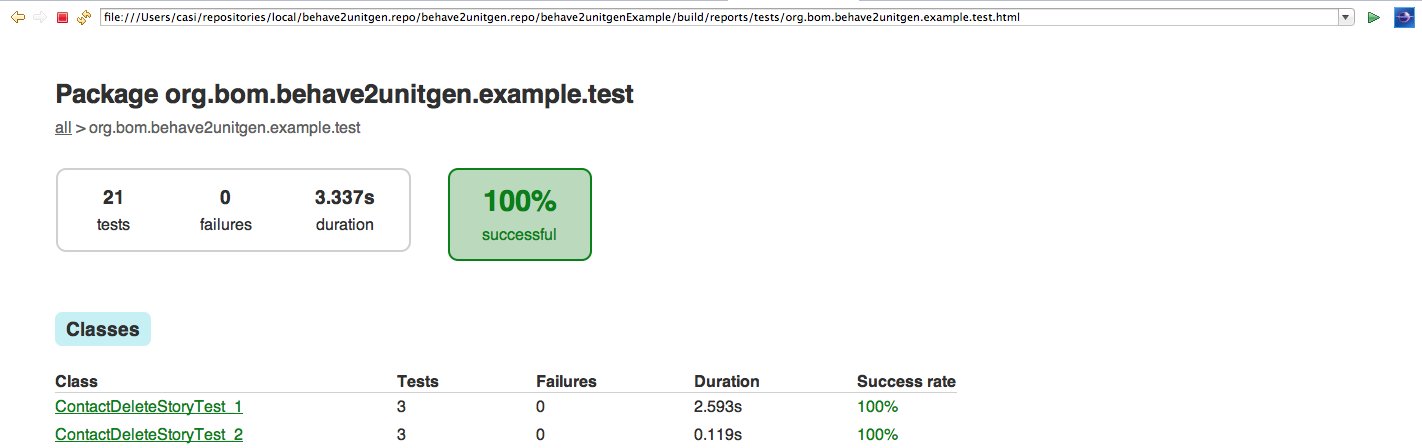 file:///Users/casi/repositories/local/behave2unitgen.repo/behave2unitgen.repo/behave2unitgenExample/build/reports/tests/org.bom.behave2unitgen.example.test.html
Package org.bom.behave2unitgen.example.test
all > org.bom.behave2unitgen.example.test
21 0 3.337s 100%
tests failures duration successful
Classes
Class Tests Failures Duration Success rate
ContactDeleteStoryTest_1 3 0 2.593s 100%
ContactDeleteStoryTest_2 3 0 0.119s 100%